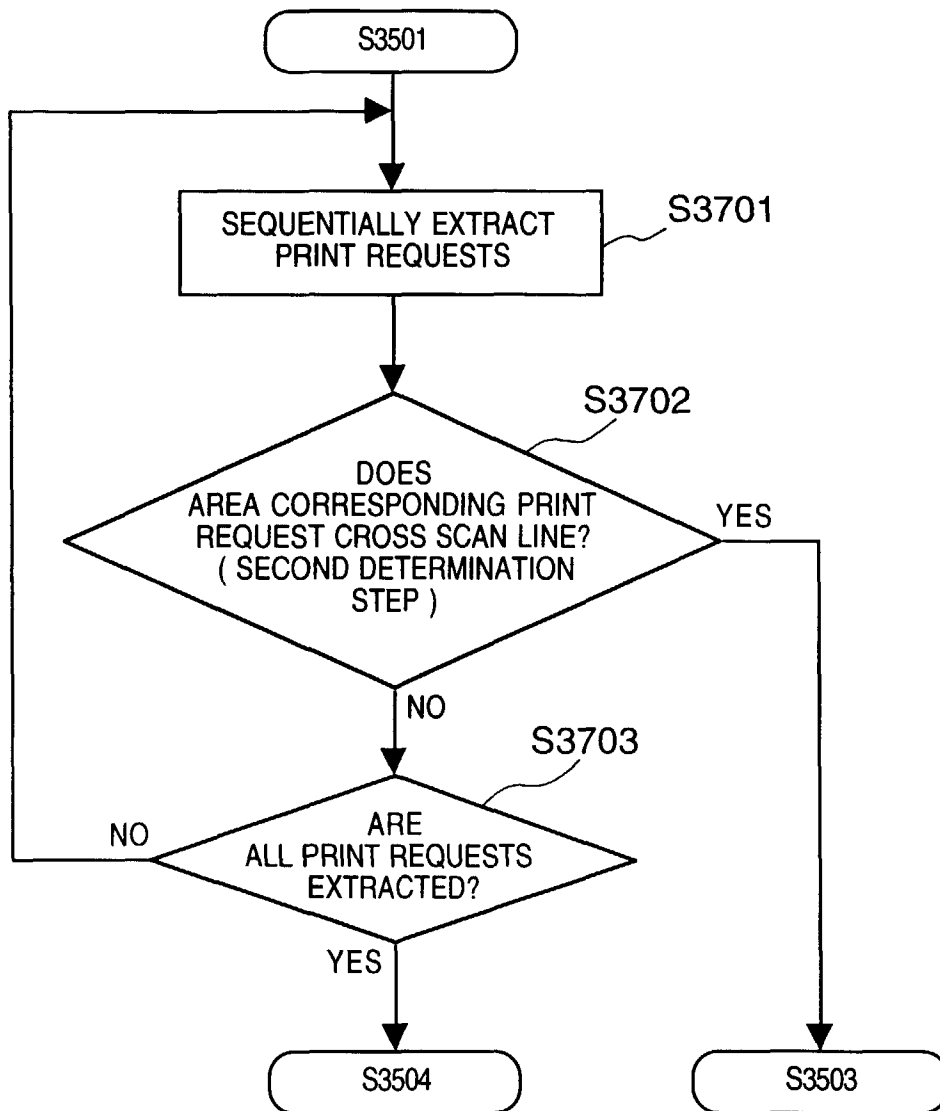 S3501
SEQUENTIALLY EXTRACT
PRINT REQUESTS
S3701
S3702
DOES
AREA CORRESPONDING PRINT
REQUEST CROSS SCAN LINE?
( SECOND DETERMINATION
STEP )
YES
NO
S3703
ARE
ALL PRINT REQUESTS
EXTRACTED?
NO
YES
S3504
S3503